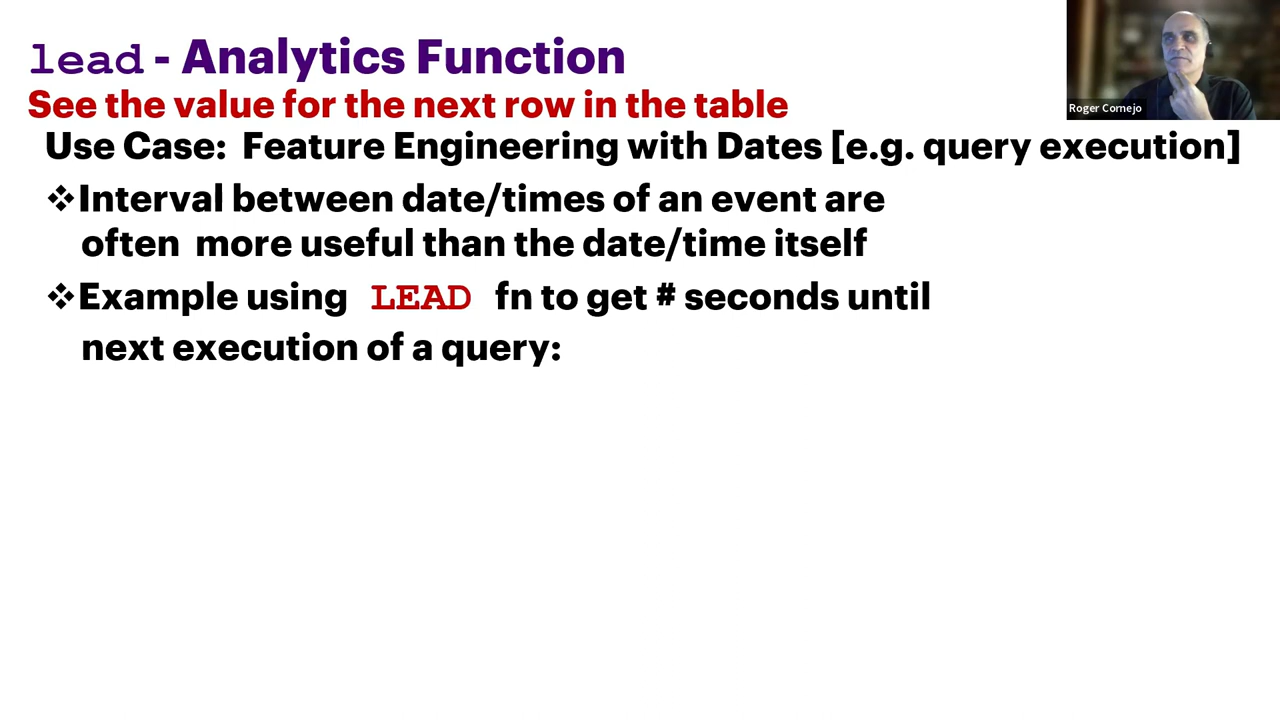 lead - Analytics Function
See the value for the next row in the table
Roger Cornejo
Use Case: Feature Engineering with Dates [e.g. query execution]
❖Interval between date/times of an event are
often more useful than the date/time itself
❖Example using LEAD fn to get # seconds until
next execution of a query: